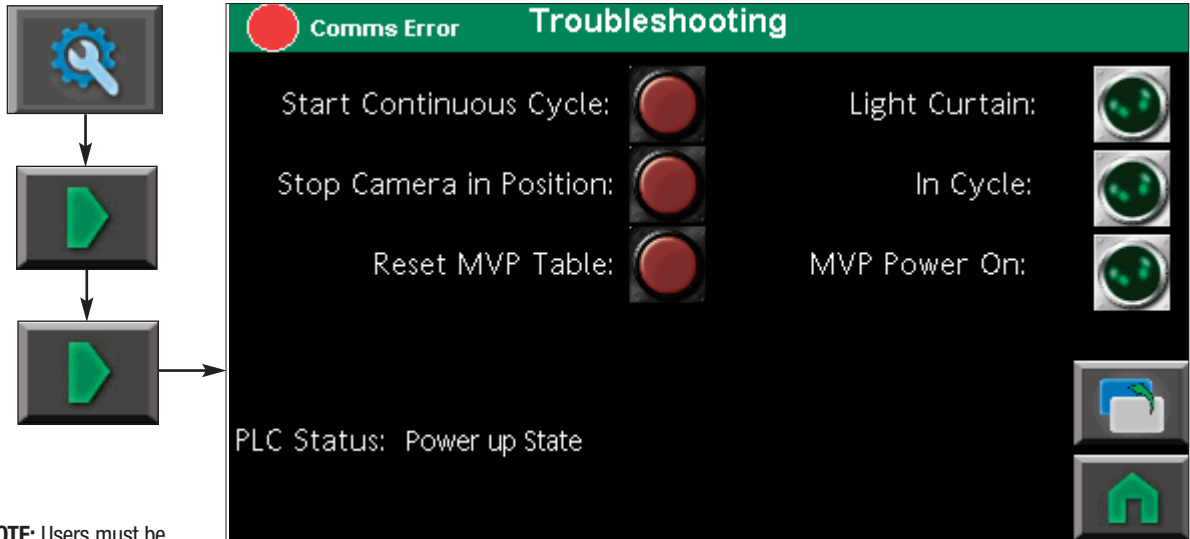 Comms Error
Troubleshooting
Start Continuous Cycle:
Light Curtain:
Stop Camera in Position:
In Cycle:
Reset MVP Table:
MVP Power On:
PLC Status: Power up State
Users must be